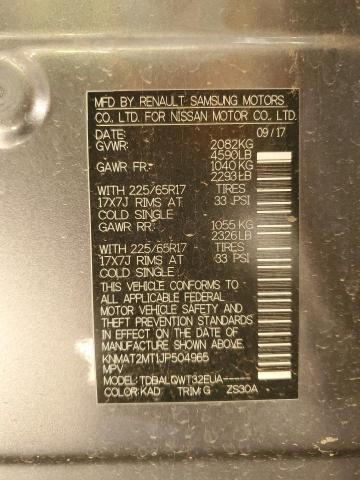 MFD BY RENAULT SAMSUNG MOTORS
CO., LTD. FOR NISSAN MOTOR CO., LTD.
DATE: 09/17
GVWR: 2082KG
4590LB
GAWR FR: 1040 KG
2293LB
WITH 225/65R17 TIRES
17X7J RIMS AT 33 PSI
COLD SINGLE
GAWR RR: 1055 KG
2326LB
WITH 225/65R17 TIRES
17X7J RIMS AT 33 PSI
COLD SINGLE
THIS VEHICLE CONFORMS TO
ALL APPLICABLE FEDERAL
MOTOR VEHICLE SAFETY AND
THEFT PREVENTION STANDARDS
IN EFFECT ON THE DATE OF
MANUFACTURE SHOWN ABOVE.
KNMAT2MT1JP504965
MPV
MODEL: TDBALQWT32EUA-----
COLOR: KAD TRIM: G ZS30A